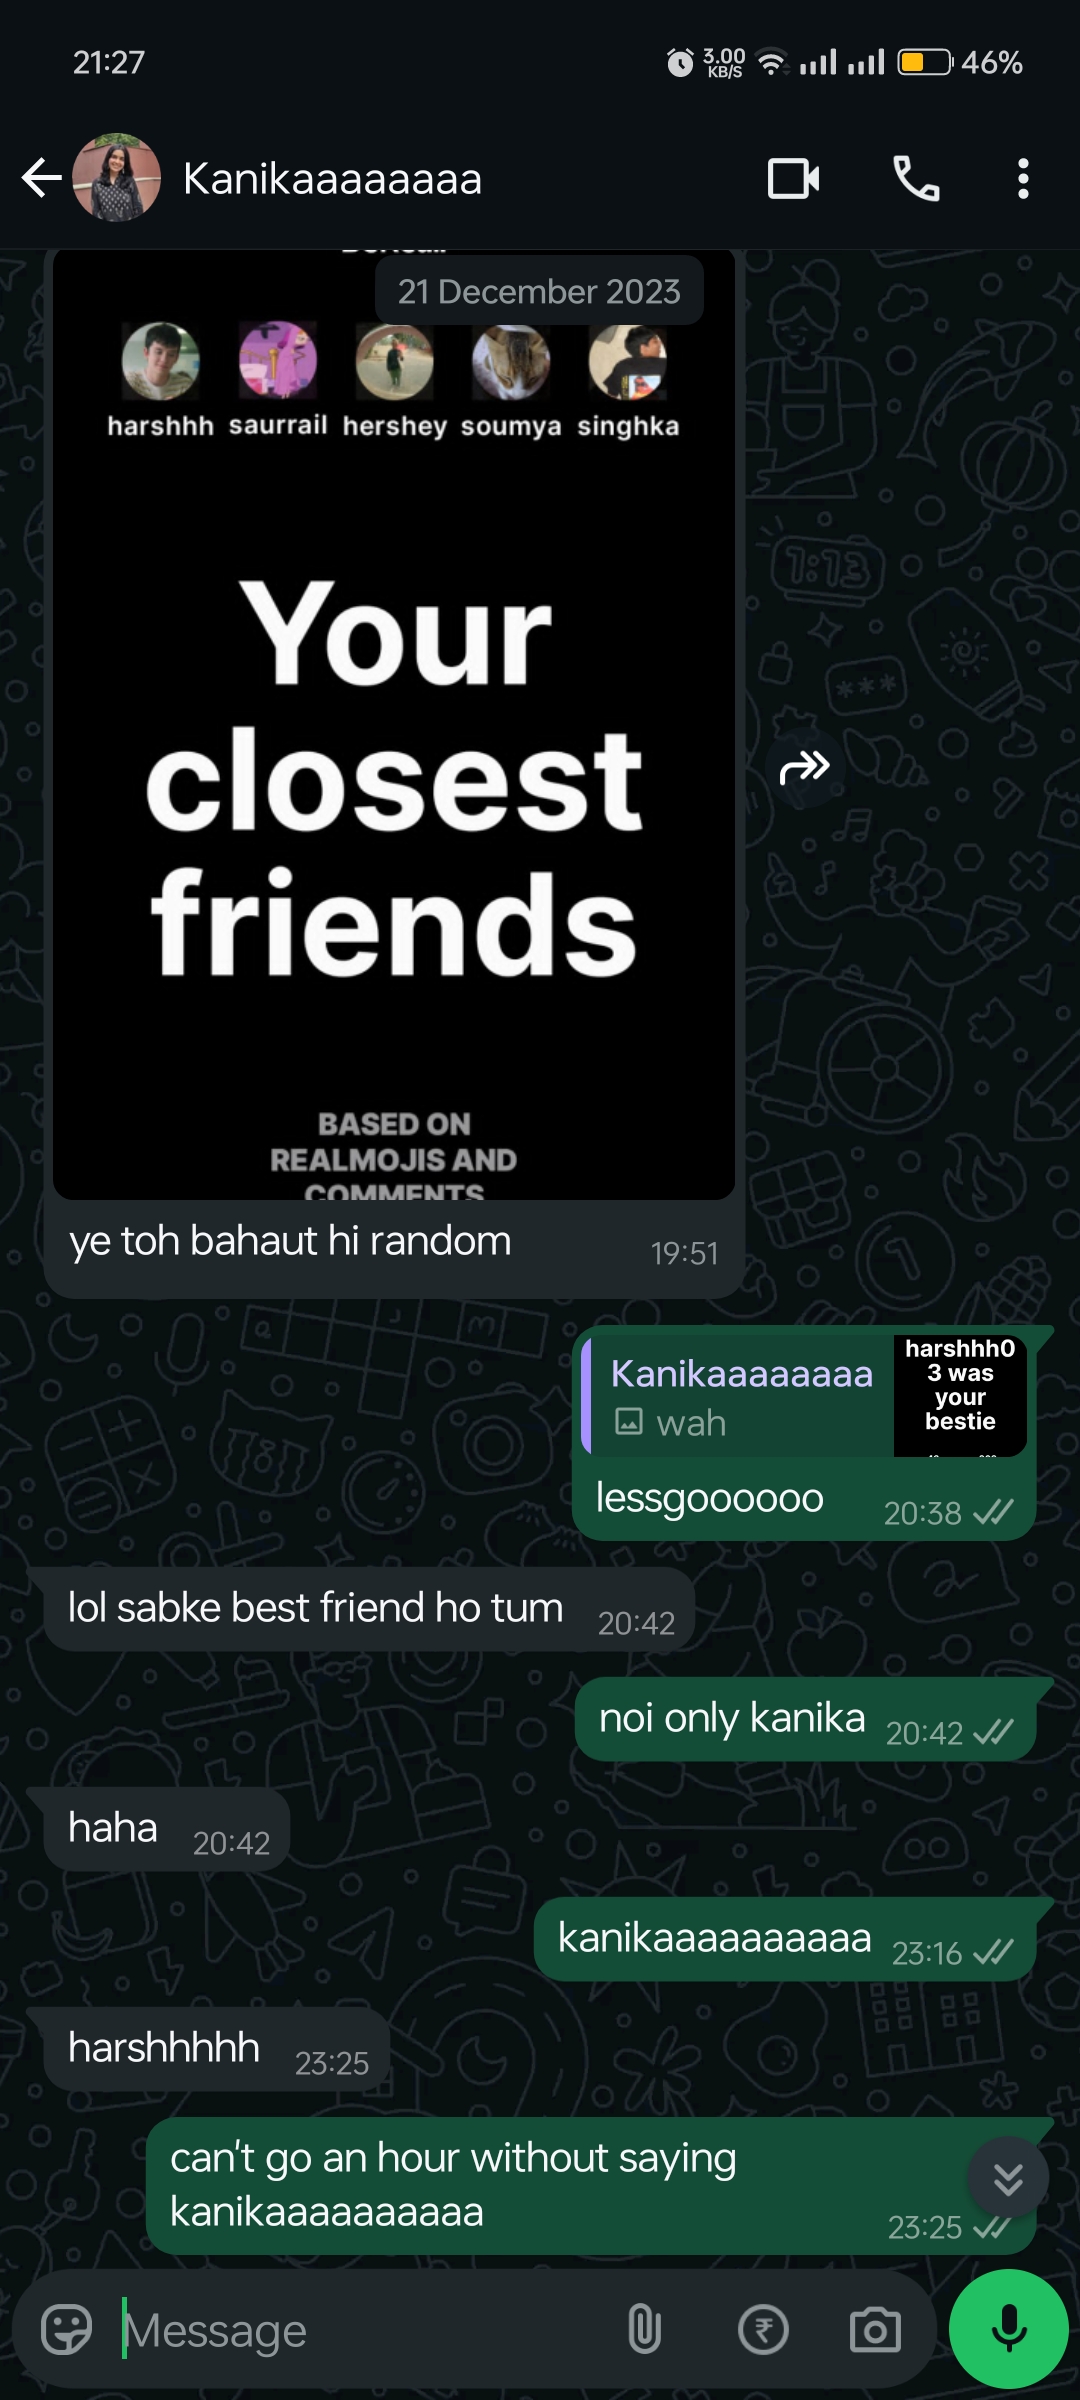 21:27
3.00
KB/S
46%
Kanikaaaaaaaa
21 December 2023
harshhh saurrail hershey soumya singhka
Your
closest
friends
BASED ON
REALMOJIS AND
COMMENTS
ye toh bahaut hi random
19:51
Kanikaaaaaaaa
wah
harshhh0
3 was
your
bestie
lessgoooooo
20:38
lol sabke best friend ho tum
20:42
noi only kanika
20:42
haha
20:42
kanikaaaaaaaaaa
23:16
harshhhhh
23:25
can't go an hour without saying
kanikaaaaaaaaaa
23:25
Message